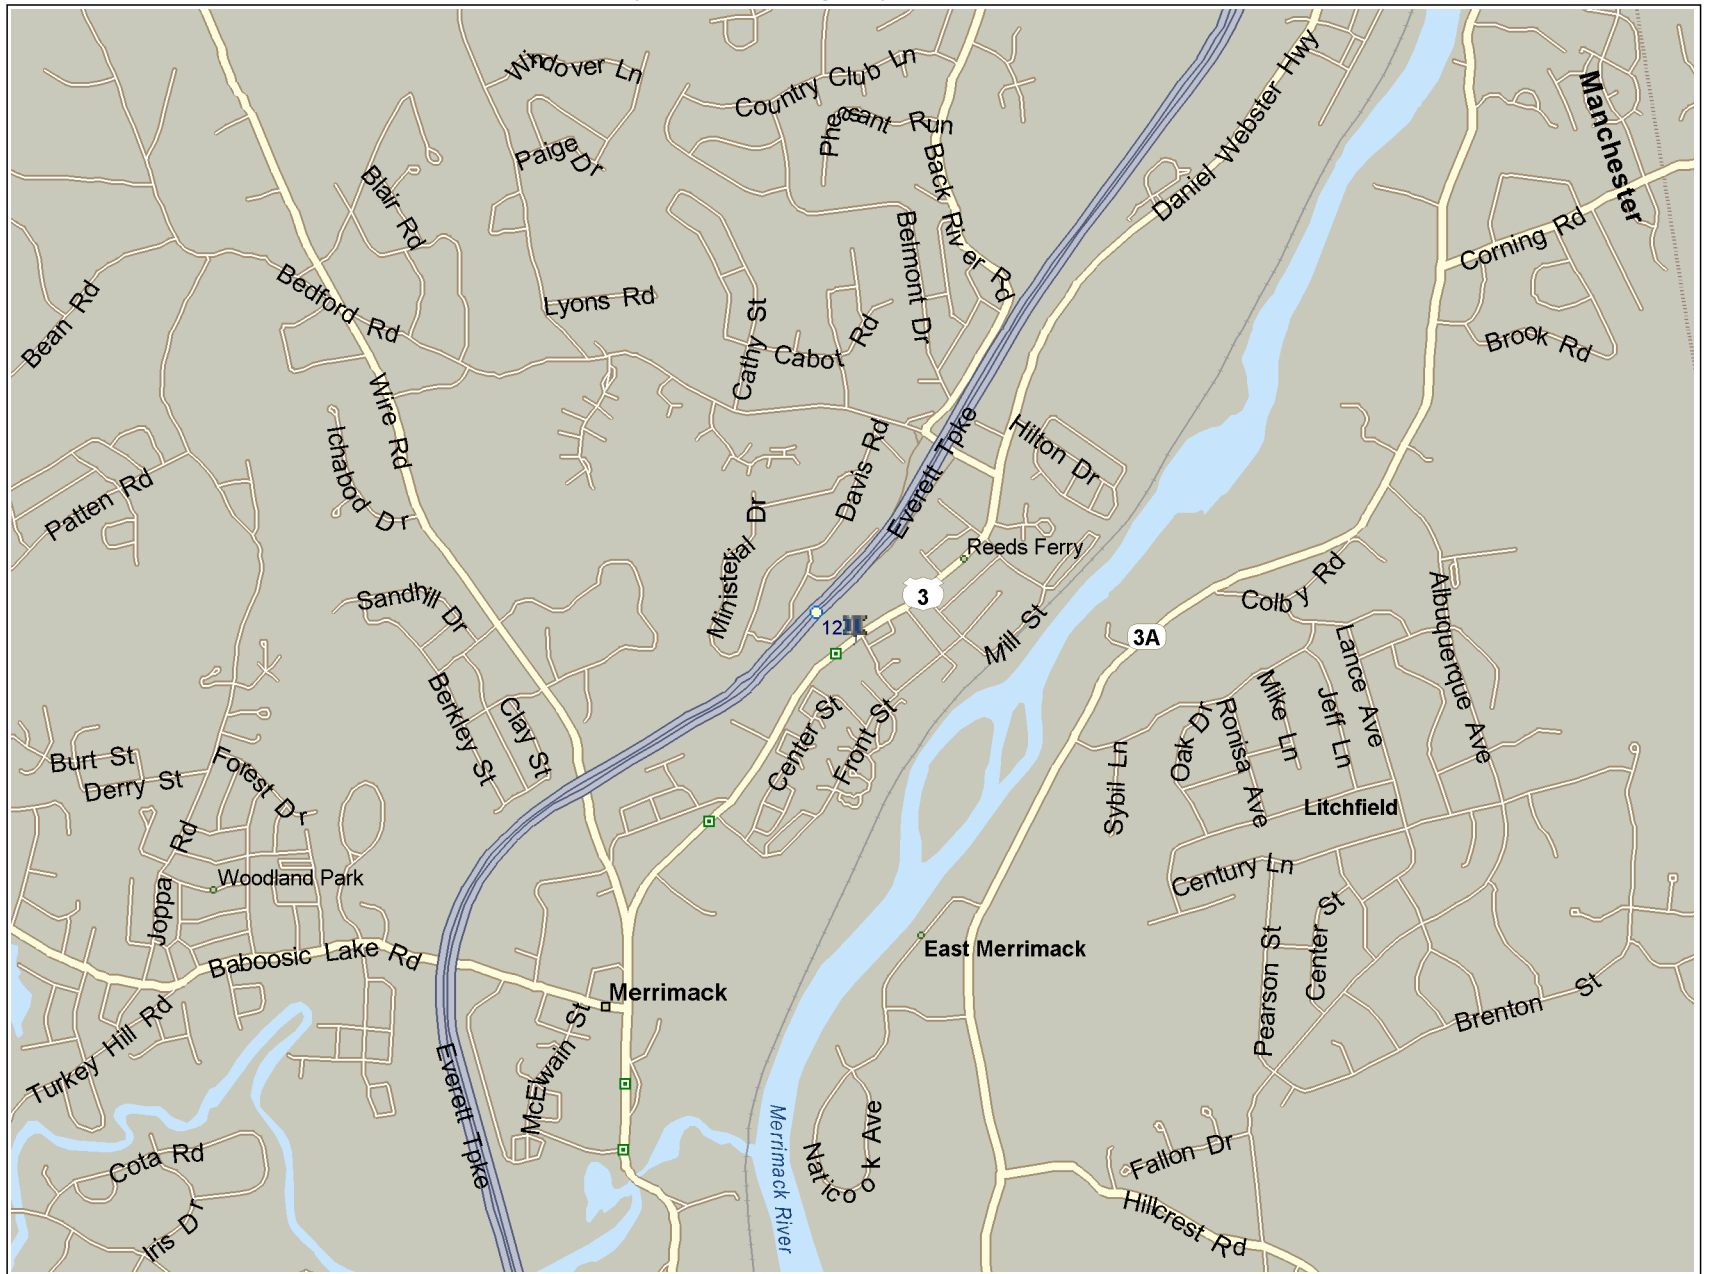 Windover Ln
Country Club Ln
Pheasant Run
Daniel Webster Hwy
Manchester
Paige Dr
Back River Rd
Blair Rd
Belmont Dr
Corning Rd
Bedford Rd
Bean Rd
Lyons Rd
Cathy St
Cabot Rd
Brook Rd
Wire Rd
Ichabod Dr
Davis Rd
Everett Tpke
Hilton Dr
Patten Rd
Ministerial Dr
Reeds Ferry
3
12
Sandhill Dr
Mill St
3A
Colby Rd
Albuquerque Ave
Lance Ave
Mike Ln
Jeff Ln
Ronisa Ave
Oak Dr
Sybil Ln
Berkley St
Clay St
Center St
Front St
Burt St
Derry St
Forest Dr
Litchfield
Joppa Rd
Woodland Park
Century Ln
Center St
Pearson St
Baboosic Lake Rd
East Merrimack
Merrimack
Brenton St
Turkey Hill Rd
McElwain St
Everett Tpke
Merrimack River
Naticook Ave
Cota Rd
Fallon Dr
Iris Dr
Hillcrest Rd